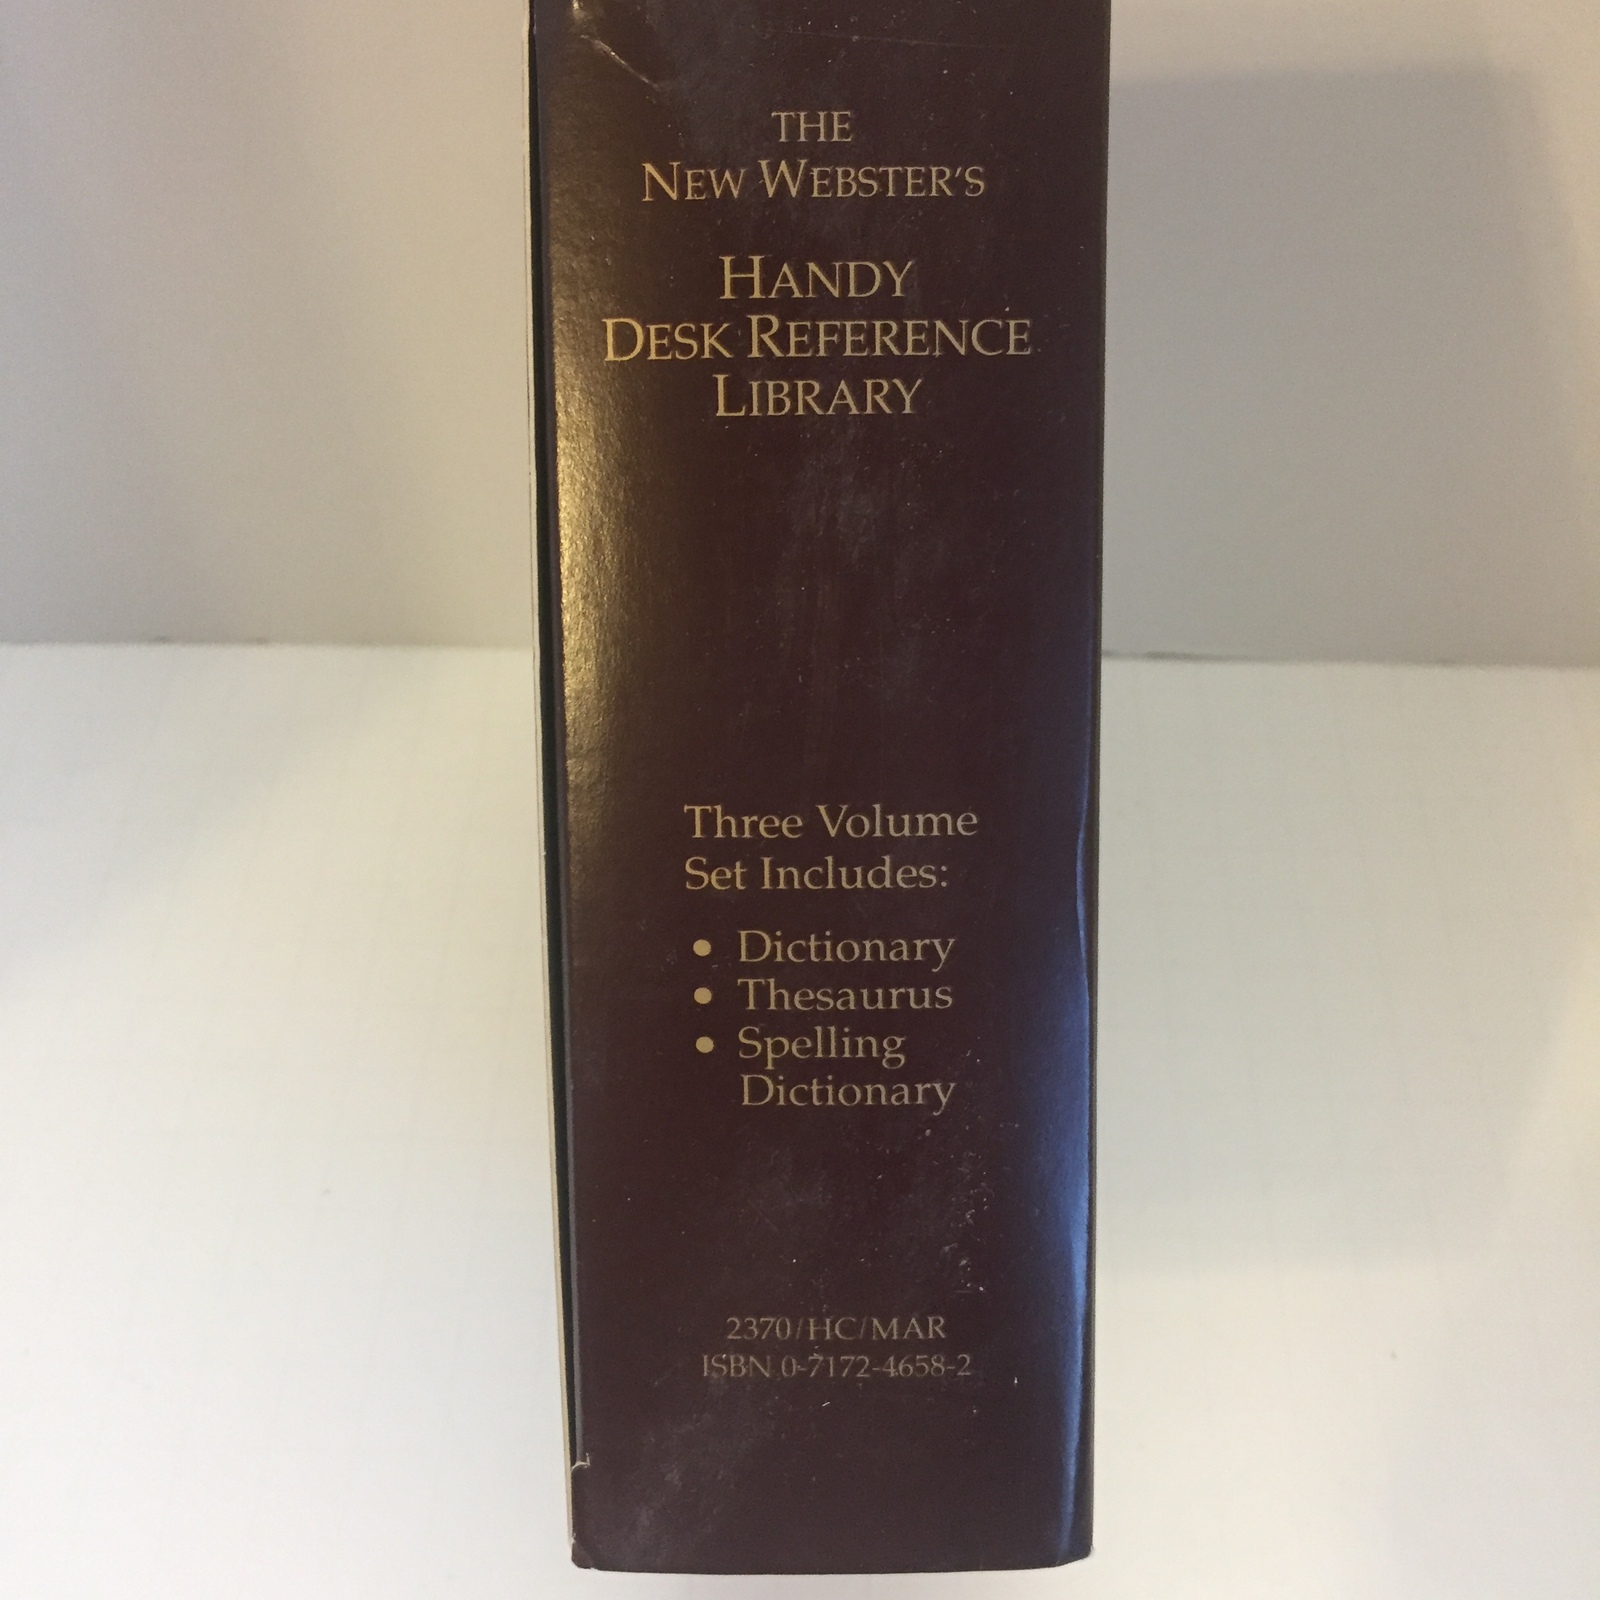 THE
NEW WEBSTER'S
HANDY
DESK REFERENCE
LIBRARY
Three Volume
Set Includes:
• Dictionary
• Thesaurus
• Spelling
Dictionary
2370/HC/MAR
ISBN 0-7172-4658-2